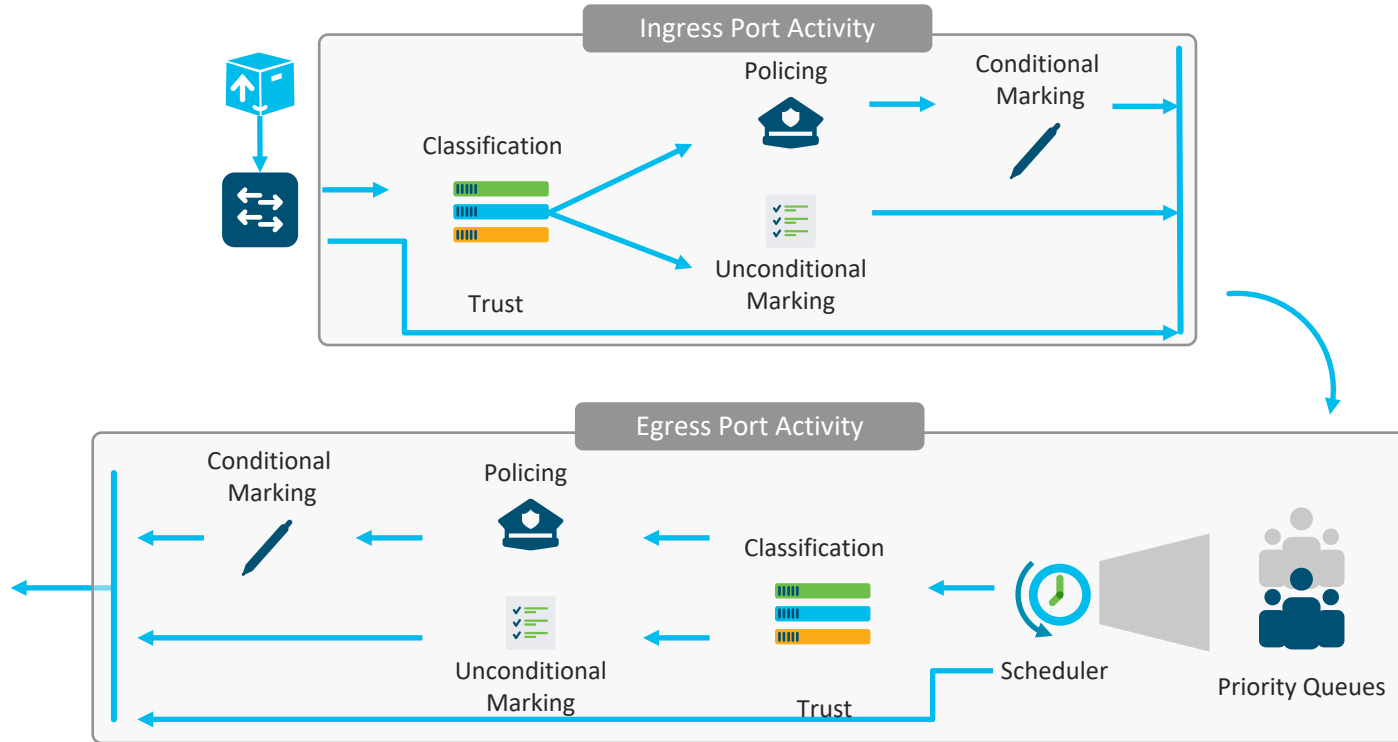 Ingress Port Activity
Policing
Conditional
Marking
Classification
Unconditional
Marking
Trust
Egress Port Activity
Conditional
Marking
Policing
Classification
Unconditional
Marking
Trust
Scheduler
Priority Queues